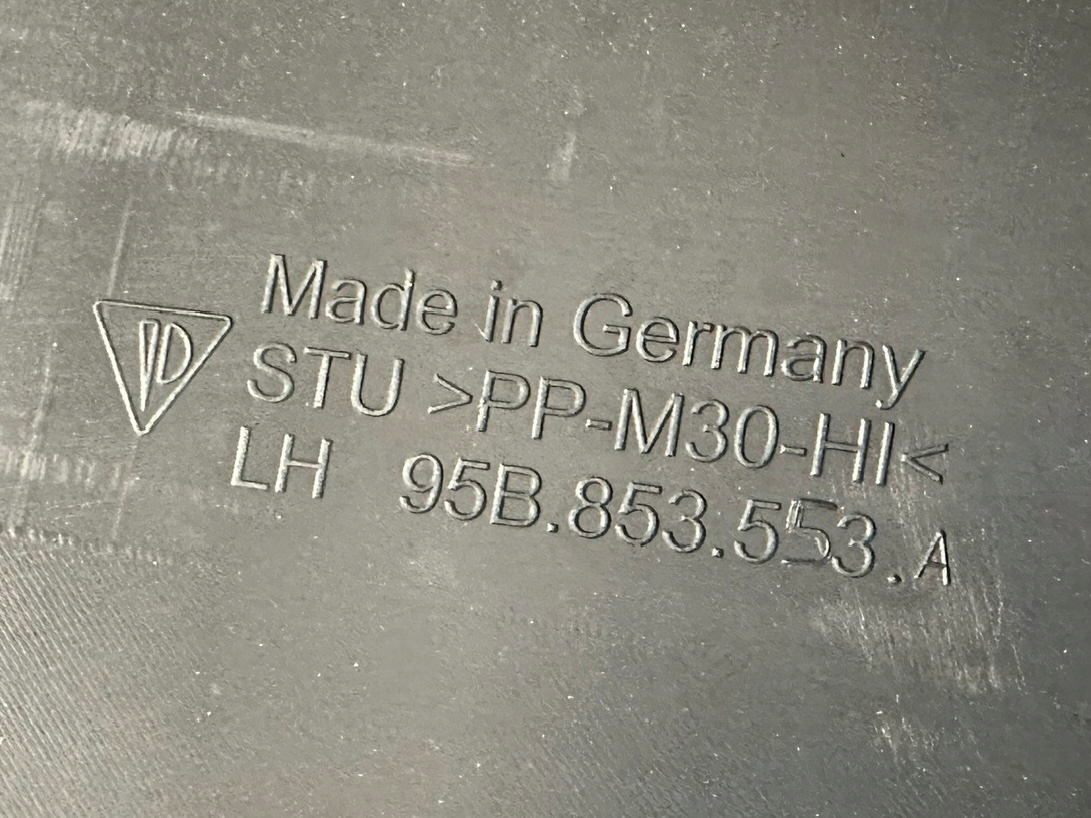 Made in Germany
STU >PP-M30-HI<
LH 95B.853.553.A